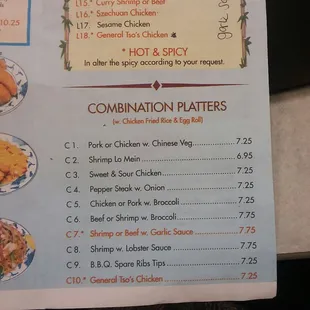 L15.* Curry Shrimp or Beef
L16.* Szechuan Chicken
L17. Sesame Chicken
L18.* General Tso's Chicken
* HOT & SPICY
In alter the spicy according to your request.
10.25
COMBINATION PLATTERS
(w. Chicken Fried Rice & Egg Roll)
C 1. Pork or Chicken w. Chinese Veg. 7.25
C 2. Shrimp Lo Mein 6.95
C 3. Sweet & Sour Chicken 7.25
C 4. Pepper Steak w. Onion 7.25
C 5. Chicken or Pork w. Broccoli 7.25
C 6. Beef or Shrimp w. Broccoli 7.75
C 7.* Shrimp or Beef w. Garlic Sauce 7.75
C 8. Shrimp w. Lobster Sauce 7.75
C 9. B.B.Q. Spare Ribs Tips 7.25
C10.* General Tso's Chicken 7.25